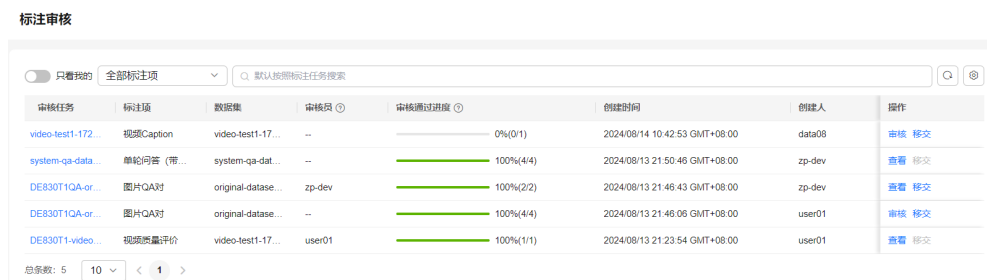 标注审核
只看我的 全部标注项 默认按照标注任务搜索
审核任务 标注项 数据集 审核员 审核通过进度 创建时间 创建人 操作
video-test1-172... 视频Caption video-test1-17... -- 0%(0/1) 2024/08/14 10:42:53 GMT+08:00 data08 审核 移交
system-qa-data... 单轮问答（带... system-qa-dat... -- 100%(4/4) 2024/08/13 21:50:46 GMT+08:00 zp-dev 查看 移交
DE830T1QA-or... 图片QA对 original-datase... zp-dev 100%(2/2) 2024/08/13 21:46:43 GMT+08:00 zp-dev 查看 移交
DE830T1QA-or... 图片QA对 original-datase... -- 100%(4/4) 2024/08/13 21:46:06 GMT+08:00 user01 审核 移交
DE830T1-video... 视频质量评价 video-test1-17... user01 100%(1/1) 2024/08/13 21:23:54 GMT+08:00 user01 查看 移交
总条数: 5 10 < 1 >